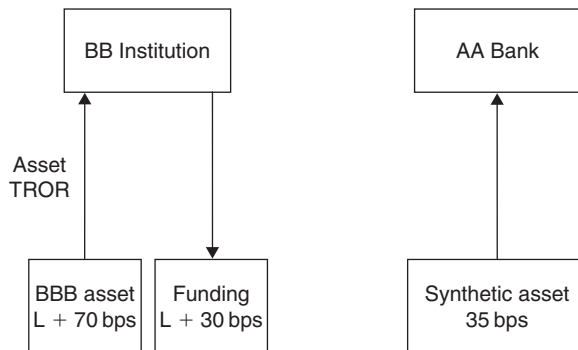 BB Institution
AA Bank
Asset
TROR
BBB asset
L + 70 bps
Funding
L + 30 bps
Synthetic asset
35 bps